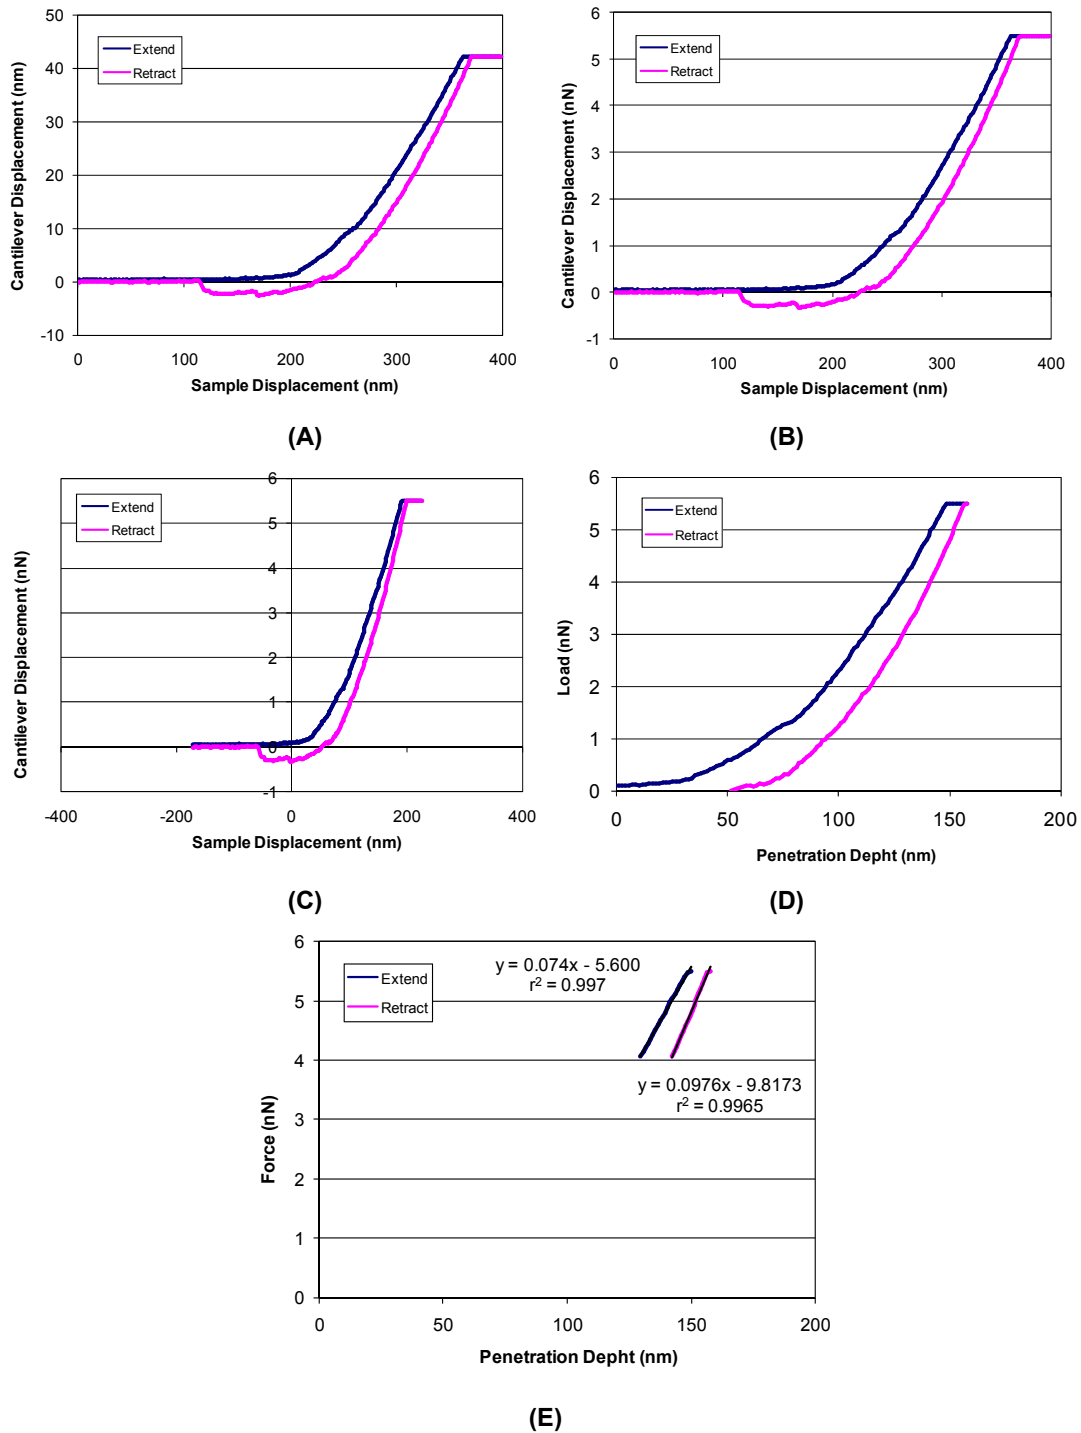 50
40
30
20
10
0
-10
Cantilever Displacement (nm)
Extend
Retract
0 100 200 300 400
Sample Displacement (nm)
(A)
6
5
4
3
2
1
0
-1
Cantilever Displacement (nN)
Extend
Retract
0 100 200 300 400
Sample Displacement (nm)
(B)
6
5
4
3
2
1
0
-1
Cantilever Displacement (nN)
Extend
Retract
-400 -200 0 200 400
Sample Displacement (nm)
(C)
6
5
4
3
2
1
0
Load (nN)
Extend
Retract
0 50 100 150 200
Penetration Depht (nm)
(D)
6
5
4
3
2
1
0
Force (nN)
Extend
Retract
y = 0.074x - 5.600
r² = 0.997
y = 0.0976x - 9.8173
r² = 0.9965
0 50 100 150 200
Penetration Depht (nm)
(E)